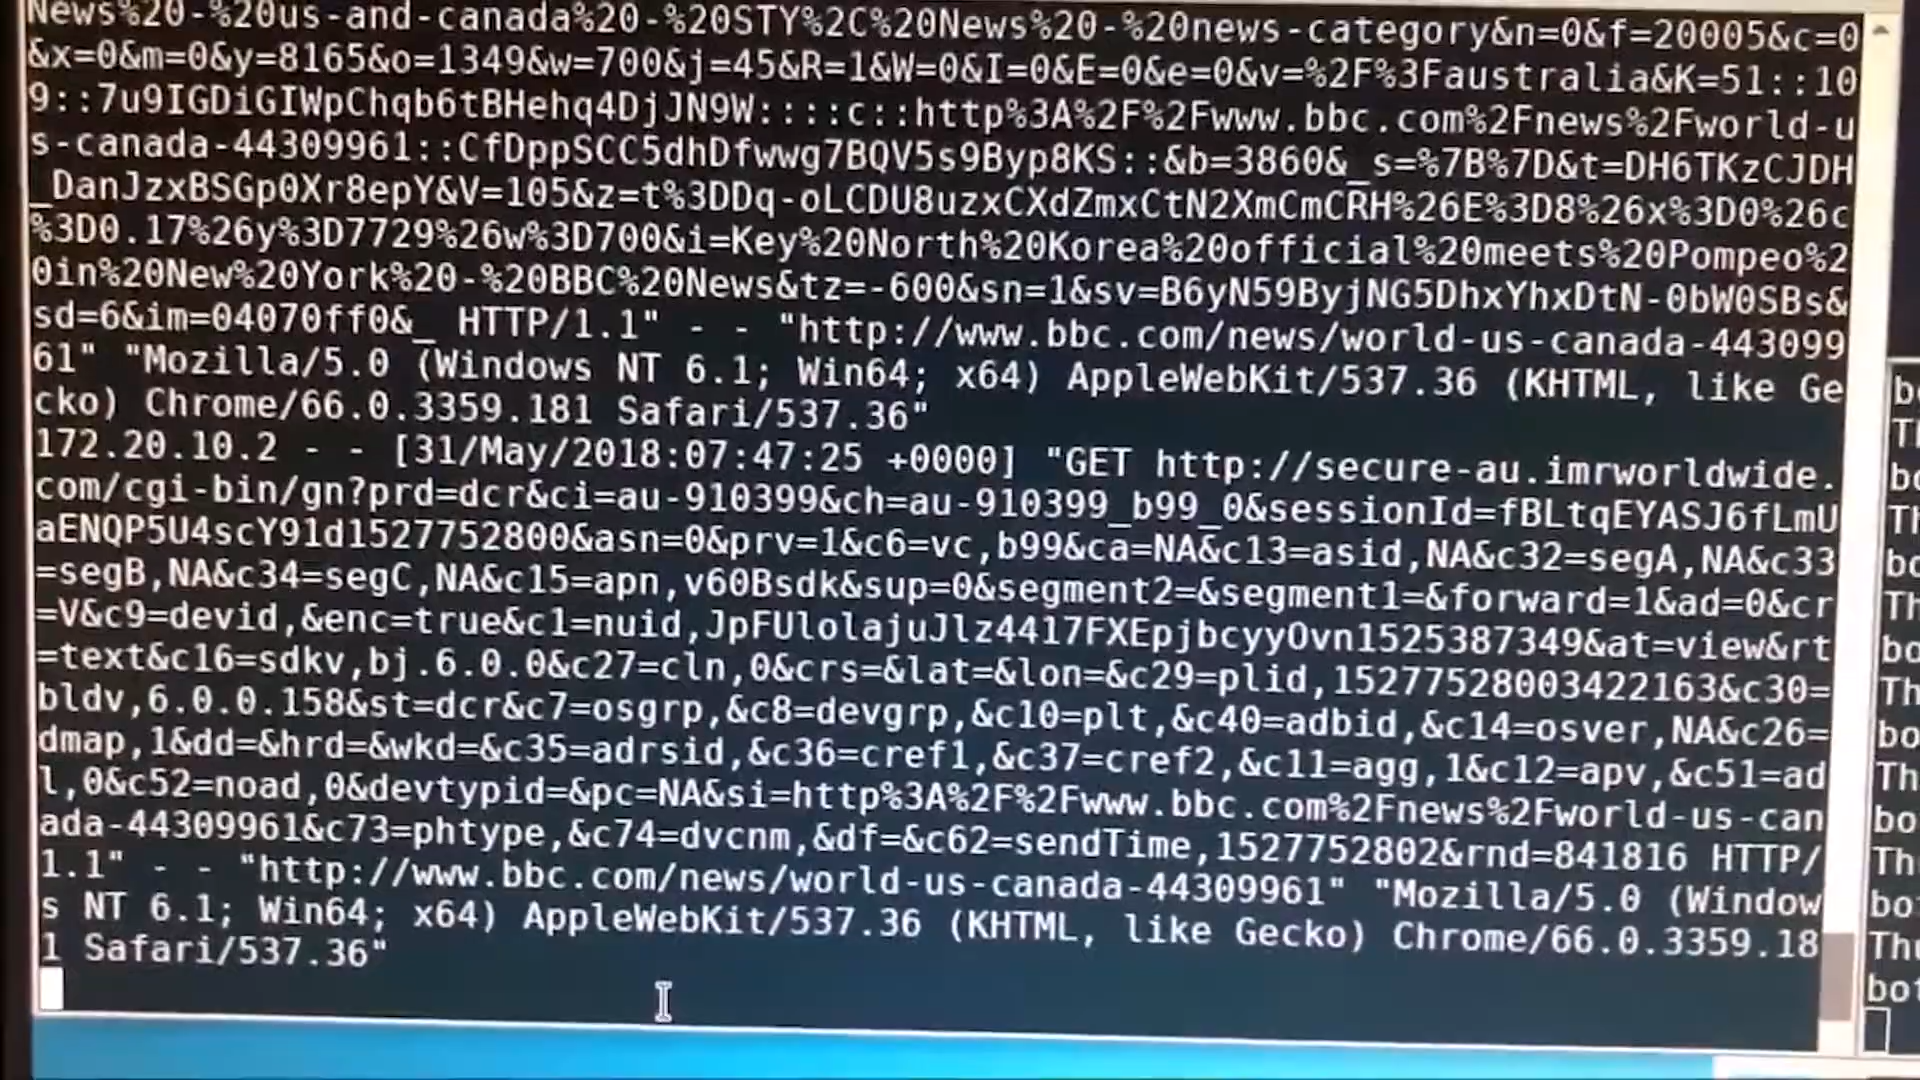 News%20-%20us-and-canada%20-%20STY%2C%20News%20-%20news-category&n=0&f=20005&c=0
&x=0&m=0&y=8165&o=1349&w=700&j=45&R=1&W=0&I=0&E=0&e=0&v=%2F%3Faustralia&K=51::10
9::7u9IGDiGIWpChqb6tBHehq4DjJN9W::::c::http%3A%2F%2Fwww.bbc.com%2Fnews%2Fworld-u
s-canada-44309961::CfDppSCC5dhDfwwg7BQV5s9Byp8KS::&b=3860&_s=%7B%7D&t=DH6TKzCJDH
_DanJzxBSGp0Xr8epY&V=105&z=t%3DDq-oLCDU8uzxCXdZmxCtN2XmCmCRH%26E%3D8%26x%3D0%26c
%3D0.17%26y%3D7729%26w%3D700&i=Key%20North%20Korea%20official%20meets%20Pompeo%2
0in%20New%20York%20-%20BBC%20News&tz=-600&sn=1&sv=B6yN59ByjNG5DhxYhxDtN-0bW0SBs&
sd=6&im=04070ff0&_ HTTP/1.1" - - "http://www.bbc.com/news/world-us-canada-443099
61" "Mozilla/5.0 (Windows NT 6.1; Win64; x64) AppleWebKit/537.36 (KHTML, like Ge
cko) Chrome/66.0.3359.181 Safari/537.36"
172.20.10.2 - - [31/May/2018:07:47:25 +0000] "GET http://secure-au.imrworldwide.
com/cgi-bin/gn?prd=dcr&ci=au-910399&ch=au-910399_b99_0&sessionId=fBLtqEYASJ6fLmU
aENQP5U4scY91d1527752800&asn=0&prv=1&c6=vc,b99&ca=NA&c13=asid,NA&c32=segA,NA&c33
=segB,NA&c34=segC,NA&c15=apn,v60Bsdk&sup=0&segment2=&segment1=&forward=1&ad=0&cr
=V&c9=devid,&enc=true&c1=nuid,JpFUlolajuJlz4417FXEpjbcyyOvn1525387349&at=view&rt
=text&c16=sdkv,bj.6.0.0&c27=cln,0&crs=&lat=&lon=&c29=plid,15277528003422163&c30=
bldv,6.0.0.158&st=dcr&c7=osgrp,&c8=devgrp,&c10=plt,&c40=adbid,&c14=osver,NA&c26=
dmap,1&dd=&hrd=&wkd=&c35=adrsid,&c36=cref1,&c37=cref2,&c11=agg,1&c12=apv,&c51=ad
l,0&c52=noad,0&devtypid=&pc=NA&si=http%3A%2F%2Fwww.bbc.com%2Fnews%2Fworld-us-can
ada-44309961&c73=phtype,&c74=dvcnm,&df=&c62=sendTime,1527752802&rnd=841816 HTTP/
1.1" - - "http://www.bbc.com/news/world-us-canada-44309961" "Mozilla/5.0 (Window
s NT 6.1; Win64; x64) AppleWebKit/537.36 (KHTML, like Gecko) Chrome/66.0.3359.18
1 Safari/537.36"